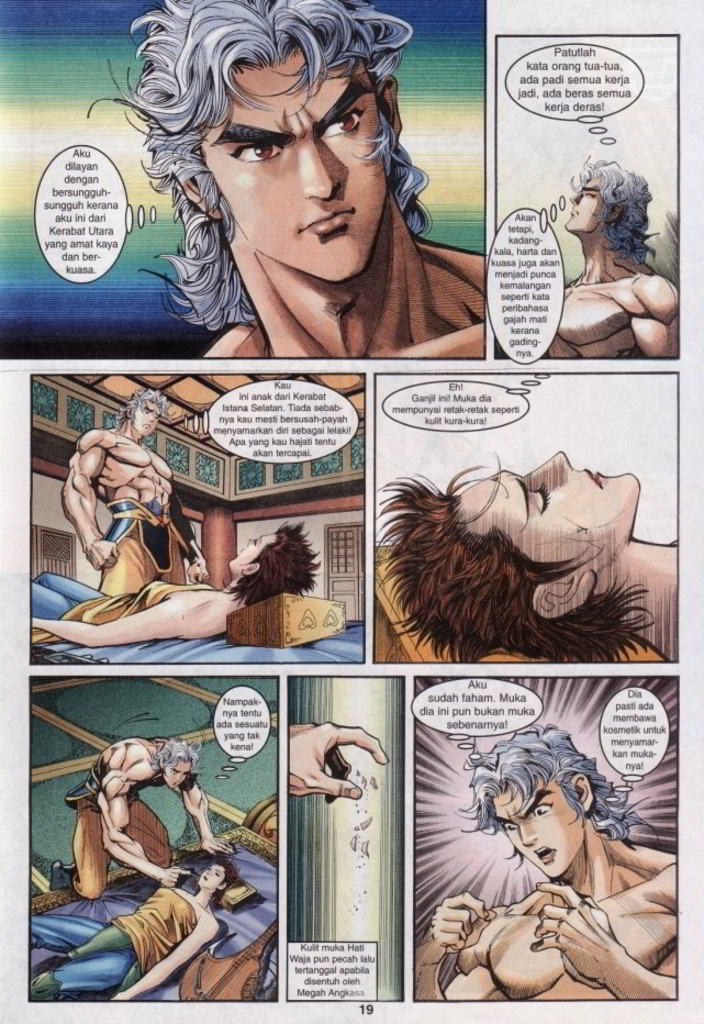 Aku
dilayan
dengan
bersungguh-
sungguh kerana
aku ini dari
Kerabat Utara
yang amat kaya
dan ber-
kuasa.
Patutlah
kata orang tua-tua,
ada padi semua kerja
jadi, ada beras semua
kerja deras!
Akan
tetapi,
kadang-
kala, harta dan
kuasa juga akan
menjadi punca
kemalangan
seperti kata
peribahasa
gajah mati
kerana
gading-
nya.
Kau
ini anak dari Kerabat
Istana Selatan. Tiada sebab-
nya kau mesti bersusah-payah
menyamarkan diri sebagai lelaki!
Apa yang kau hajati tentu
akan tercapai.
Eh!
Ganjil ini! Muka dia
mempunyai retak-retak seperti
kulit kura-kura!
Nampak-
nya tentu
ada sesuatu
yang tak
kena!
Kulit muka Hati
Waja pun pecah lalu
tertanggal apabila
disentuh oleh
Megah Angkasa
Aku
sudah faham. Muka
dia ini pun bukan muka
sebenarnya!
Dia
pasti ada
membawa
kosmetik untuk
menyamar-
kan muka-
nya!
19